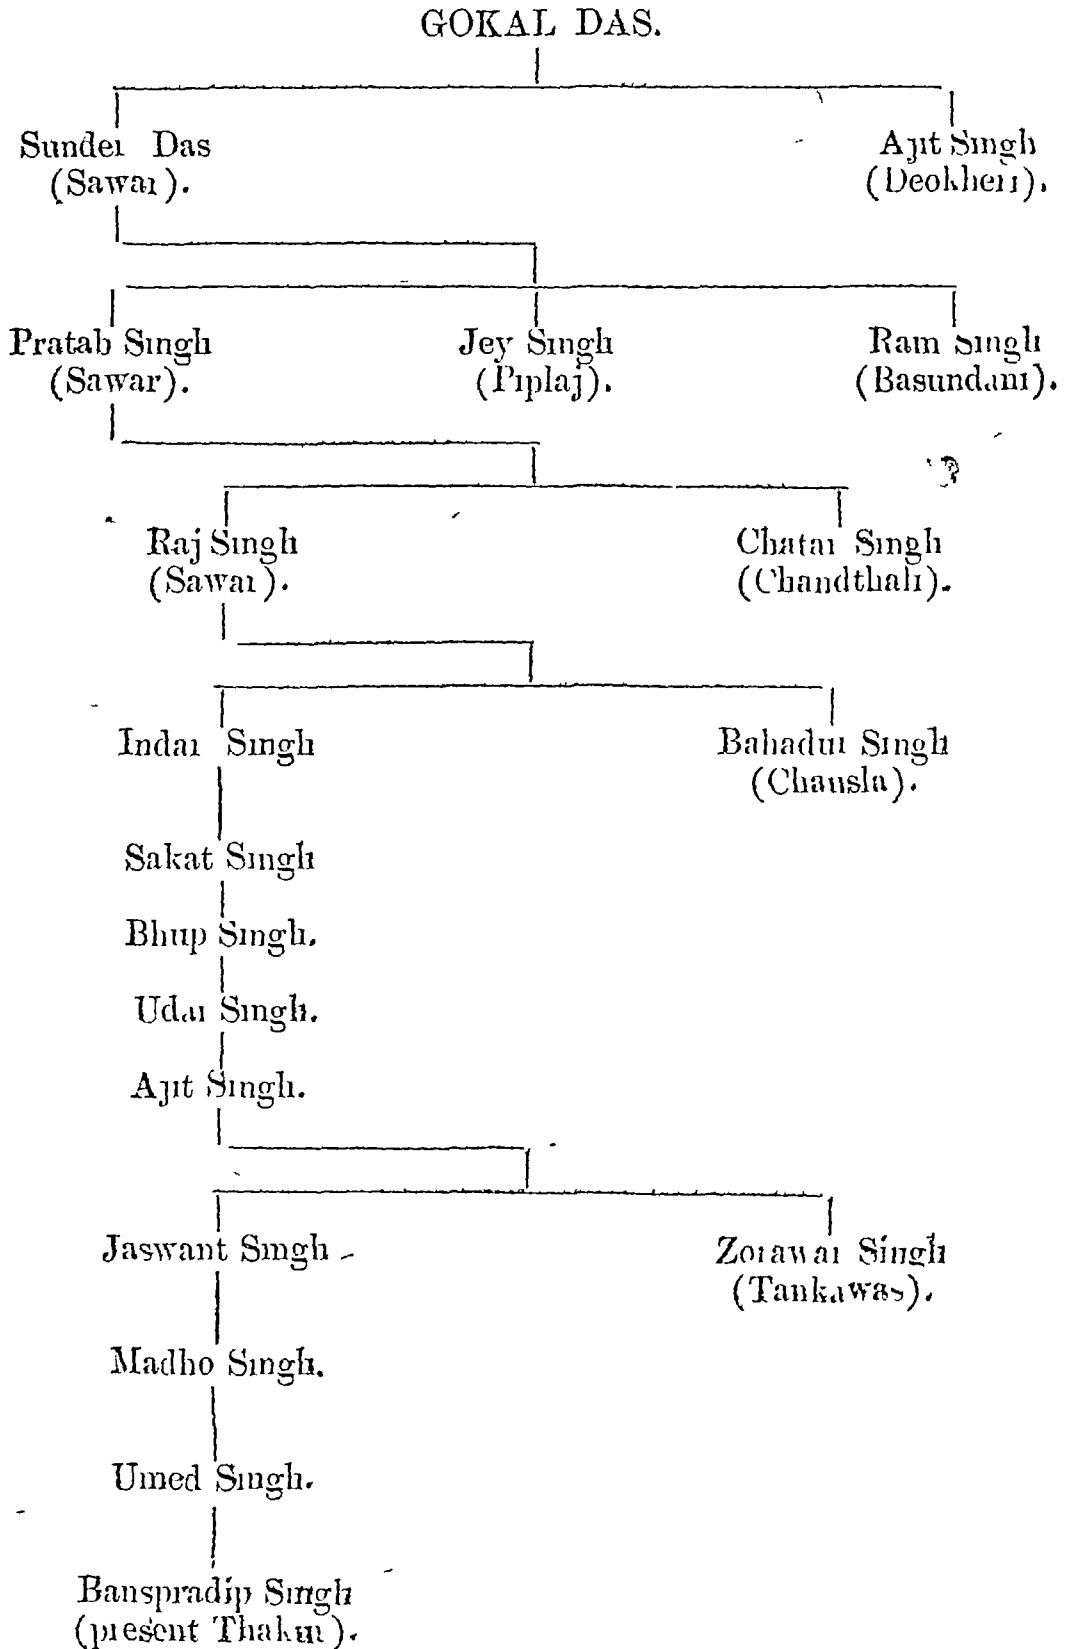 GOKAL DAS.
Sunder Das
(Sawar).
Ajit Singh
(Deokheri).
Pratab Singh
(Sawar).
Jey Singh
(Piplaj).
Ram Singh
(Basundani).
Raj Singh
(Sawar).
Chatar Singh
(Chandthali).
Indar Singh
Bahadur Singh
(Chausla).
Sakat Singh
Bhup Singh.
Udai Singh.
Ajit Singh.
Jaswant Singh
Zorawar Singh
(Tankawas).
Madho Singh.
Umed Singh.
Banspradip Singh
(present Thakur).